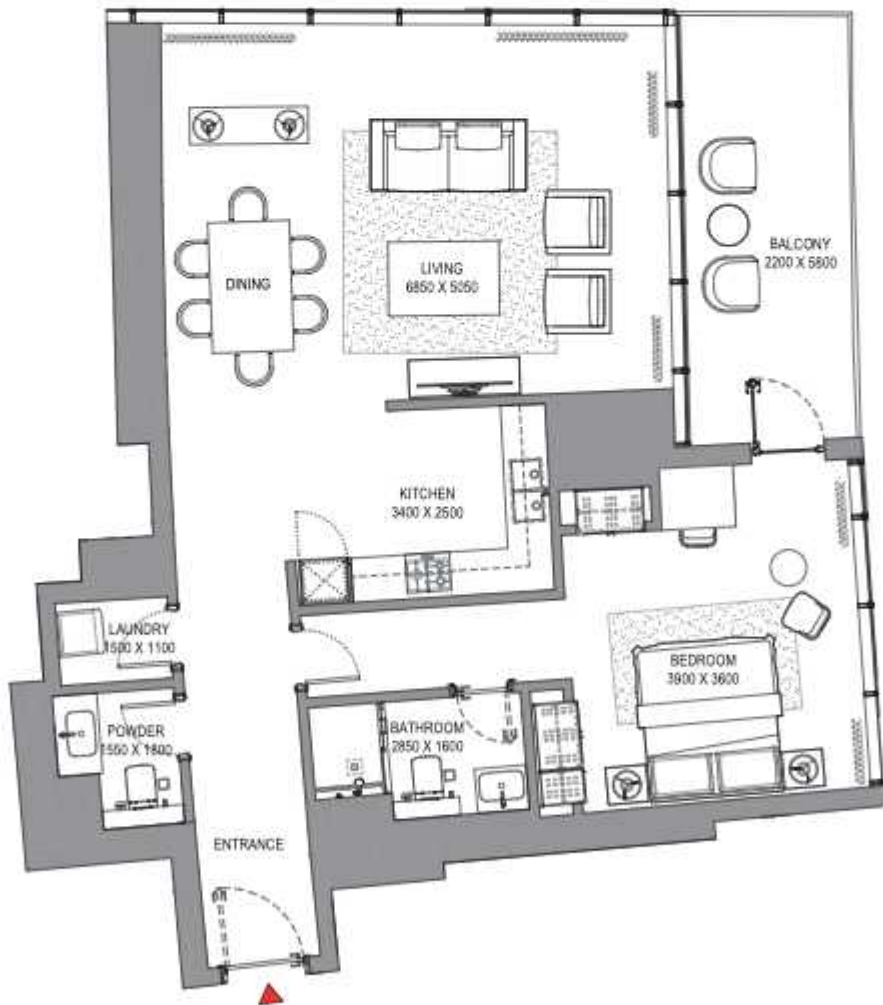 LIVING
6850 X 5050
BALCONY
2200 X 5800
DINING
KITCHEN
3400 X 2500
LAUNDRY
1500 X 1100
BEDROOM
3900 X 3600
POWDER
1550 X 1800
BATHROOM
2850 X 1600
ENTRANCE